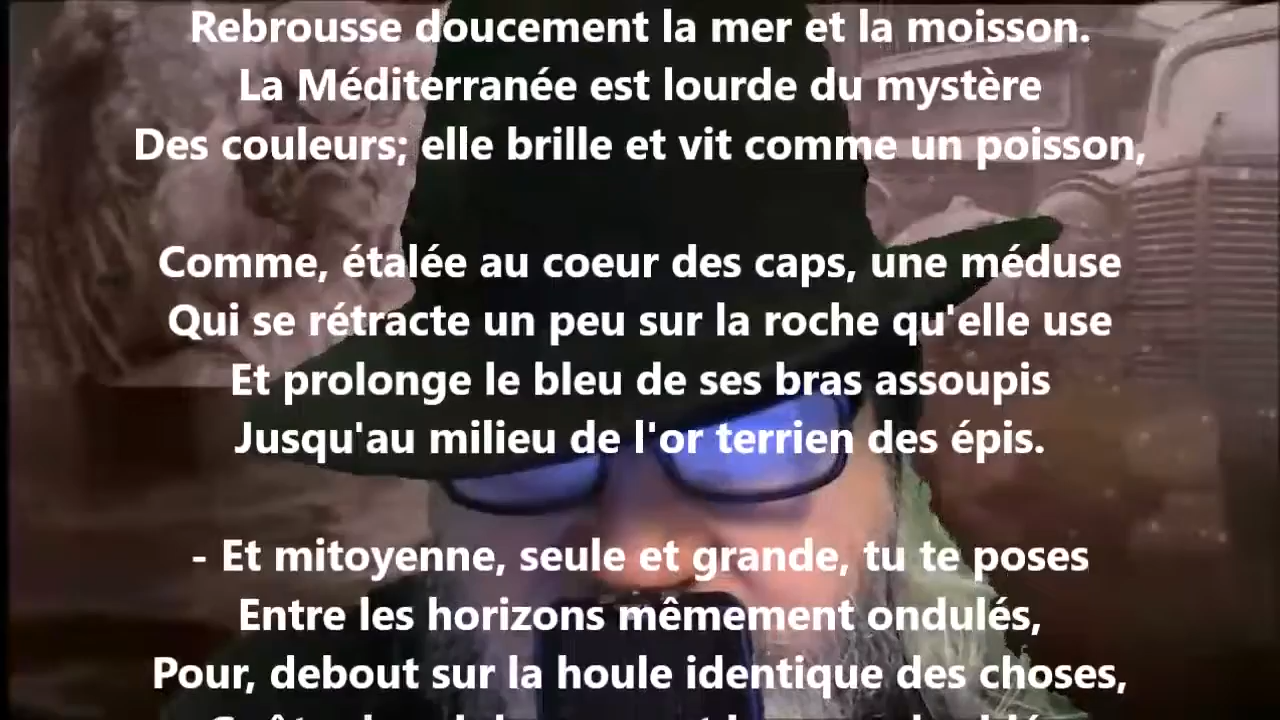 Rebrousse doucement la mer et la moisson.
La Méditerranée est lourde du mystère
Des couleurs; elle brille et vit comme un poisson,
Comme, étalée au coeur des caps, une méduse
Qui se rétracte un peu sur la roche qu'elle use
Et prolonge le bleu de ses bras assoupis
Jusqu'au milieu de l'or terrien des épis.
- Et mitoyenne, seule et grande, tu te poses
Entre les horizons mêmement ondulés,
Pour, debout sur la houle identique des choses,